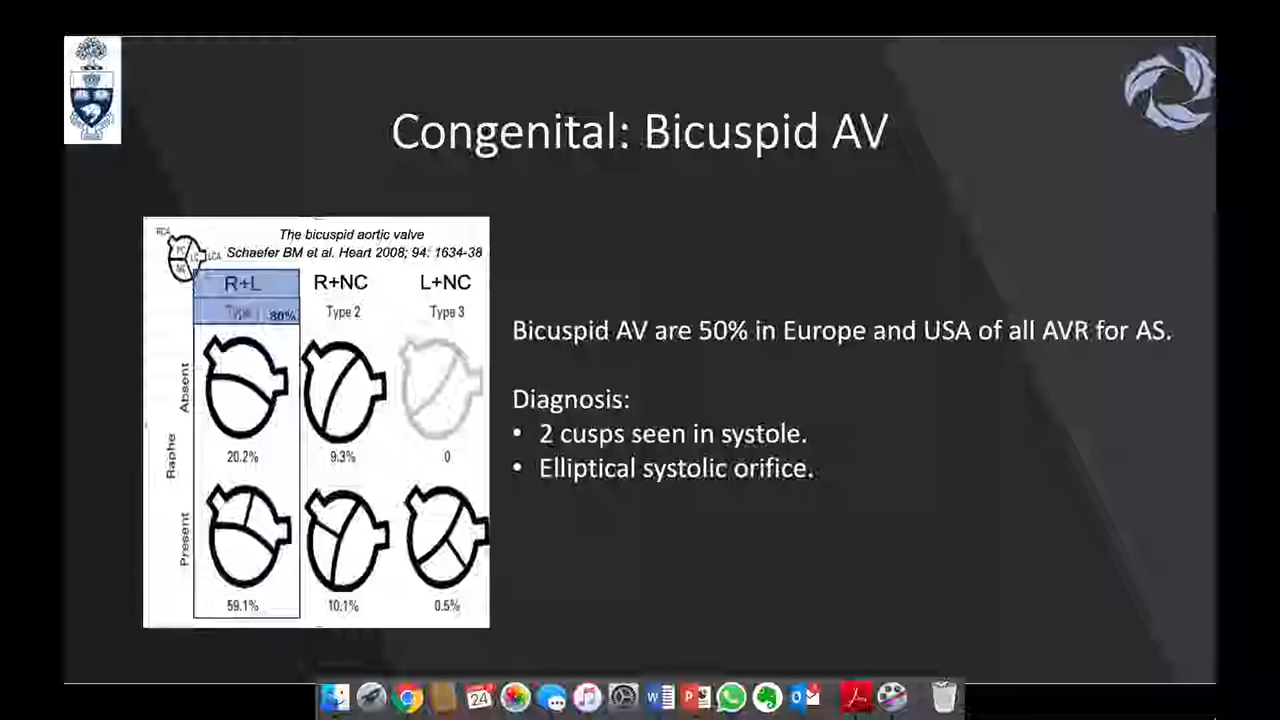 Congenital: Bicuspid AV
The bicuspid aortic valve
Schaefer BM et al. Heart 2008; 94: 1634-38
RCA
LCA
NC
R+L
R+NC
L+NC
Type
80%
Type 2
Type 3
Raphe
Absent
20.2%
9.3%
0
Present
59.1%
10.1%
0.5%
Bicuspid AV are 50% in Europe and USA of all AVR for AS.
Diagnosis:
• 2 cusps seen in systole.
• Elliptical systolic orifice.
24